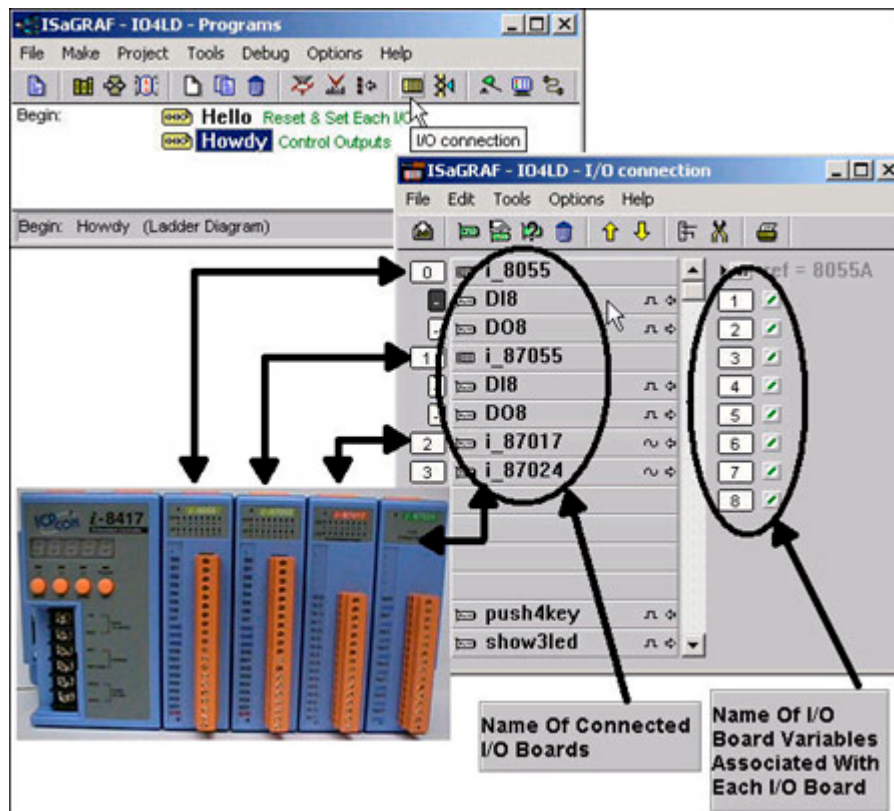 ISaGRAF - IO4LD - Programs
File Make Project Tools Debug Options Help
Begin:
Hello Reset & Set Each I/O
Howdy Control Outputs
I/O connection
Begin: Howdy (Ladder Diagram)
ISaGRAF - IO4LD - I/O connection
File Edit Tools Options Help
0 i_8055
DI8
DO8
1 i_87055
DI8
DO8
2 i_87017
3 i_87024
push4key
show3led
ref = 8055A
1
2
3
4
5
6
7
8
ICP CON i-8417
Name Of Connected
I/O Boards
Name Of I/O
Board Variables
Associated With
Each I/O Board